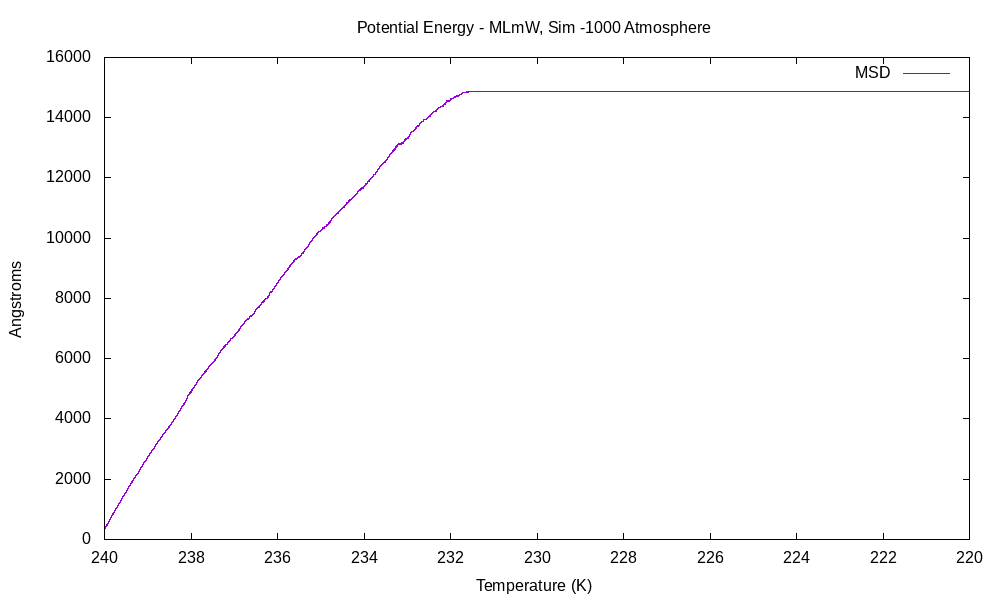 Potential Energy - MLmW, Sim -1000 Atmosphere
16000
14000
12000
10000
8000
6000
4000
2000
0
Angstroms
MSD
240 238 236 234 232 230 228 226 224 222 220
Temperature (K)